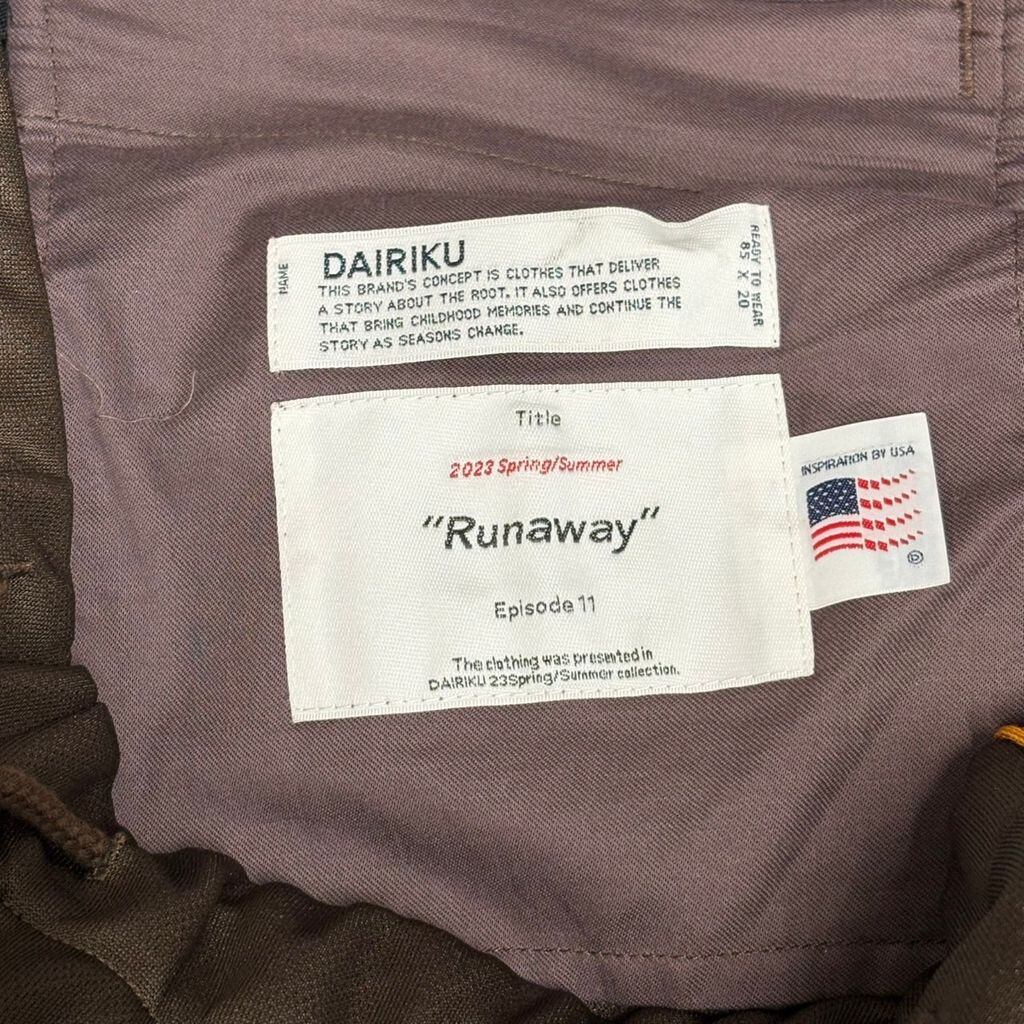 NAME
DAIRIKU
THIS BRAND'S CONCEPT IS CLOTHES THAT DELIVER
A STORY ABOUT THE ROOT. IT ALSO OFFERS CLOTHES
THAT BRING CHILDHOOD MEMORIES AND CONTINUE THE
STORY AS SEASONS CHANGE.
READY TO WEAR
85 X 20
Title
2023 Spring/Summer
"Runaway"
Episode 11
The clothing was presented in
DAIRIKU 23Spring/Summer collection.
INSPIRATION BY USA